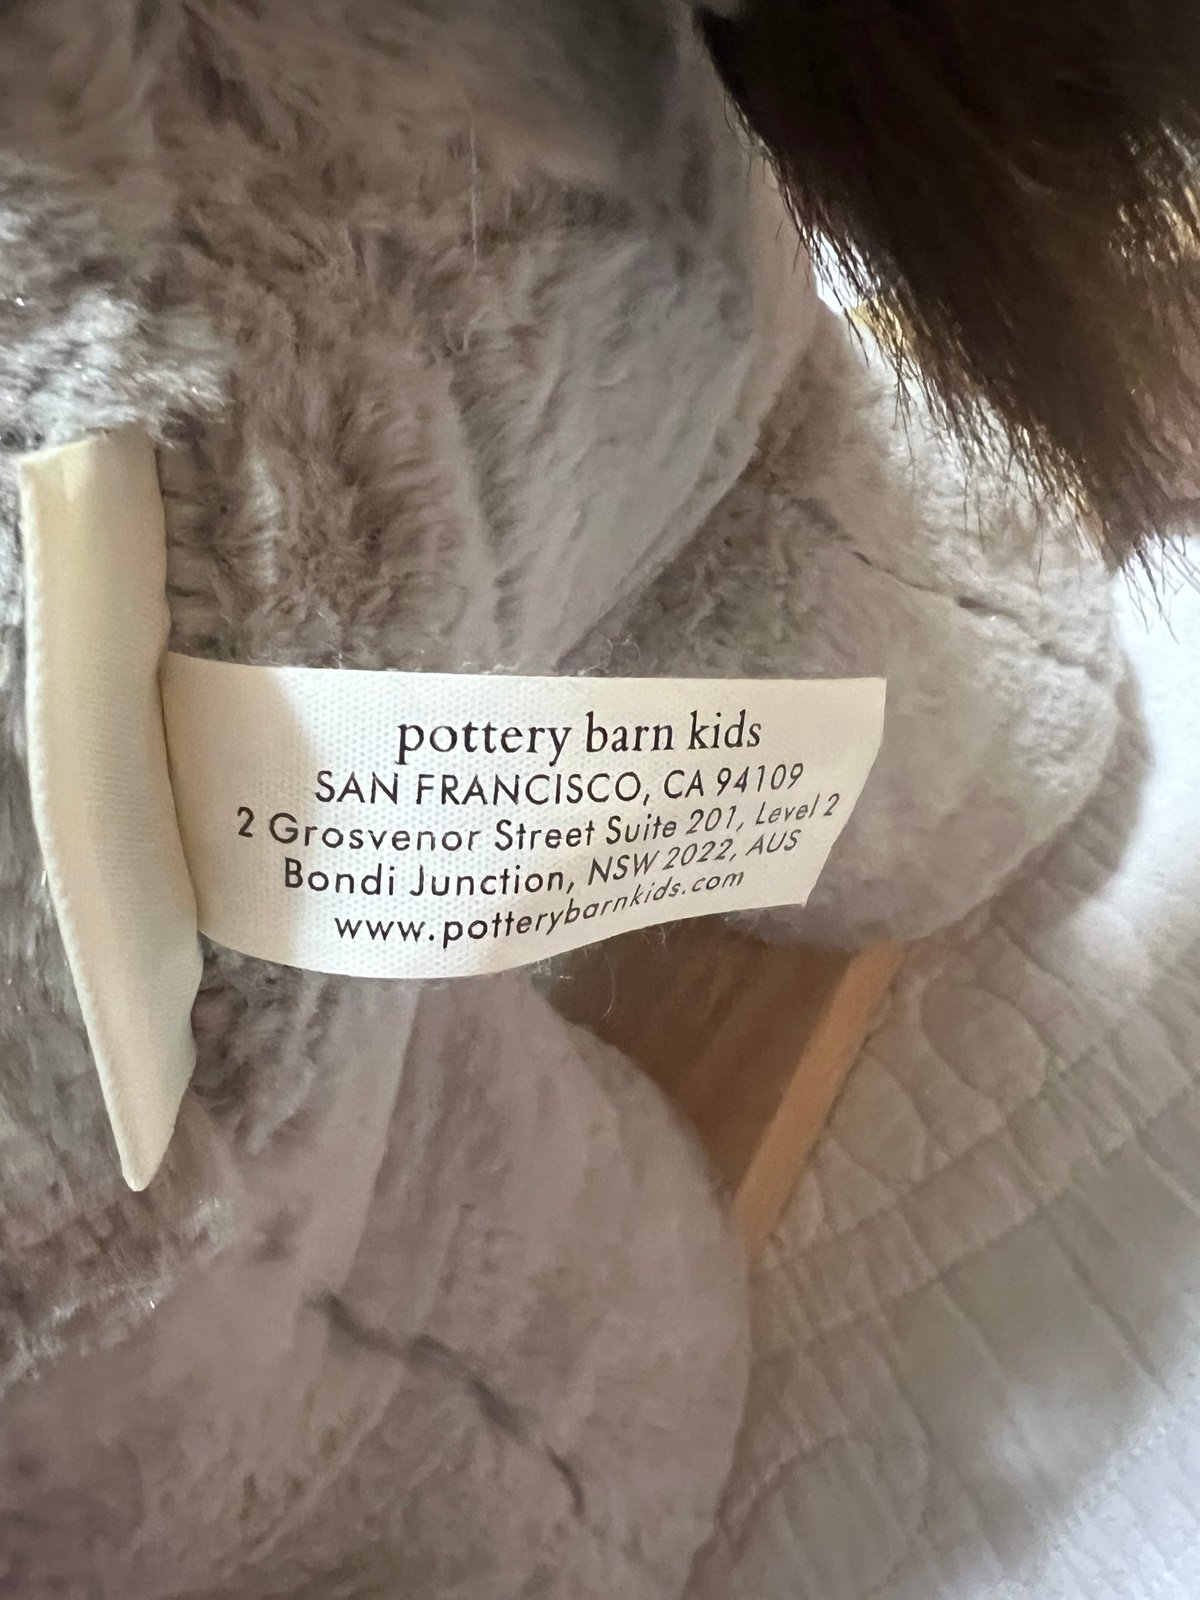 pottery barn kids
SAN FRANCISCO, CA 94109
2 Grosvenor Street Suite 201, Level 2
Bondi Junction, NSW 2022, AUS
www.potterybarnkids.com